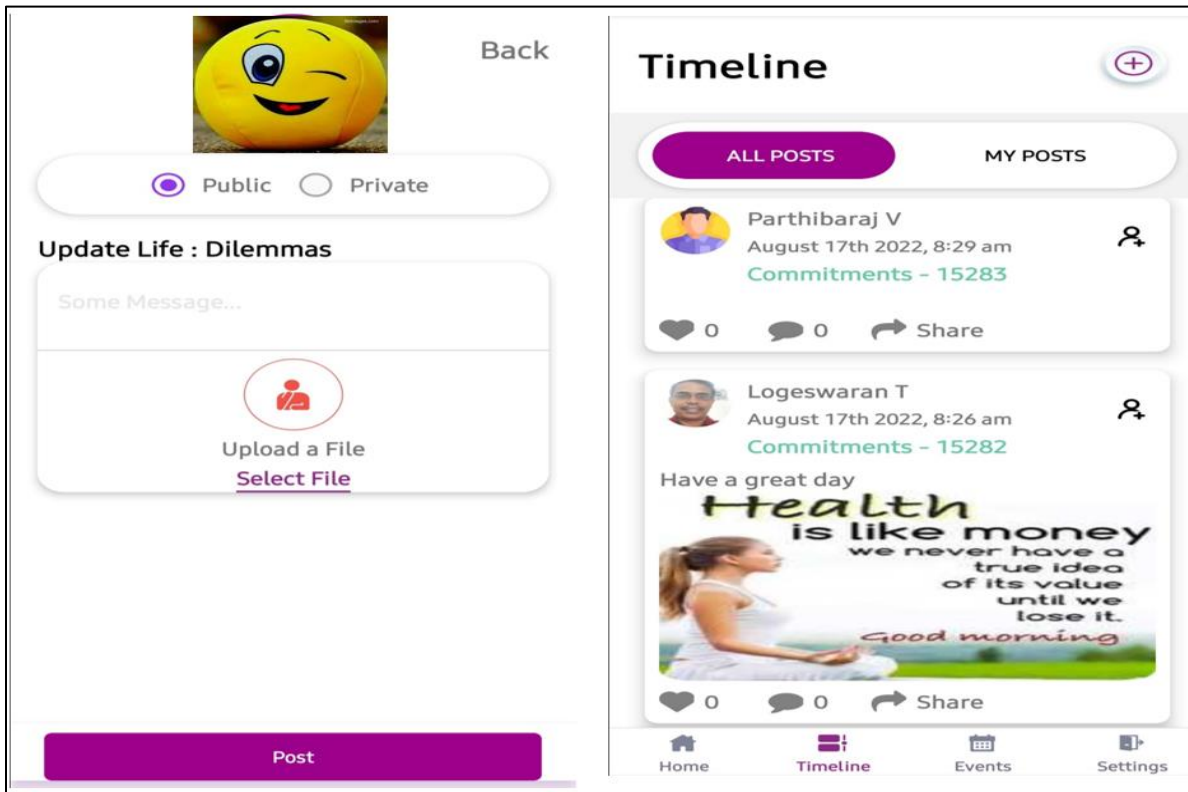 Back
Public
Private
Update Life : Dilemmas
Some Message...
Upload a File
Select File
Post
Timeline
ALL POSTS
MY POSTS
Parthibaraj V
August 17th 2022, 8:29 am
Commitments - 15283
0
0
Share
Logeswaran T
August 17th 2022, 8:26 am
Commitments - 15282
Have a great day
Health
is like money
we never have a
true idea
of its value
until we
lose it.
Good morning
0
0
Share
Home
Timeline
Events
Settings